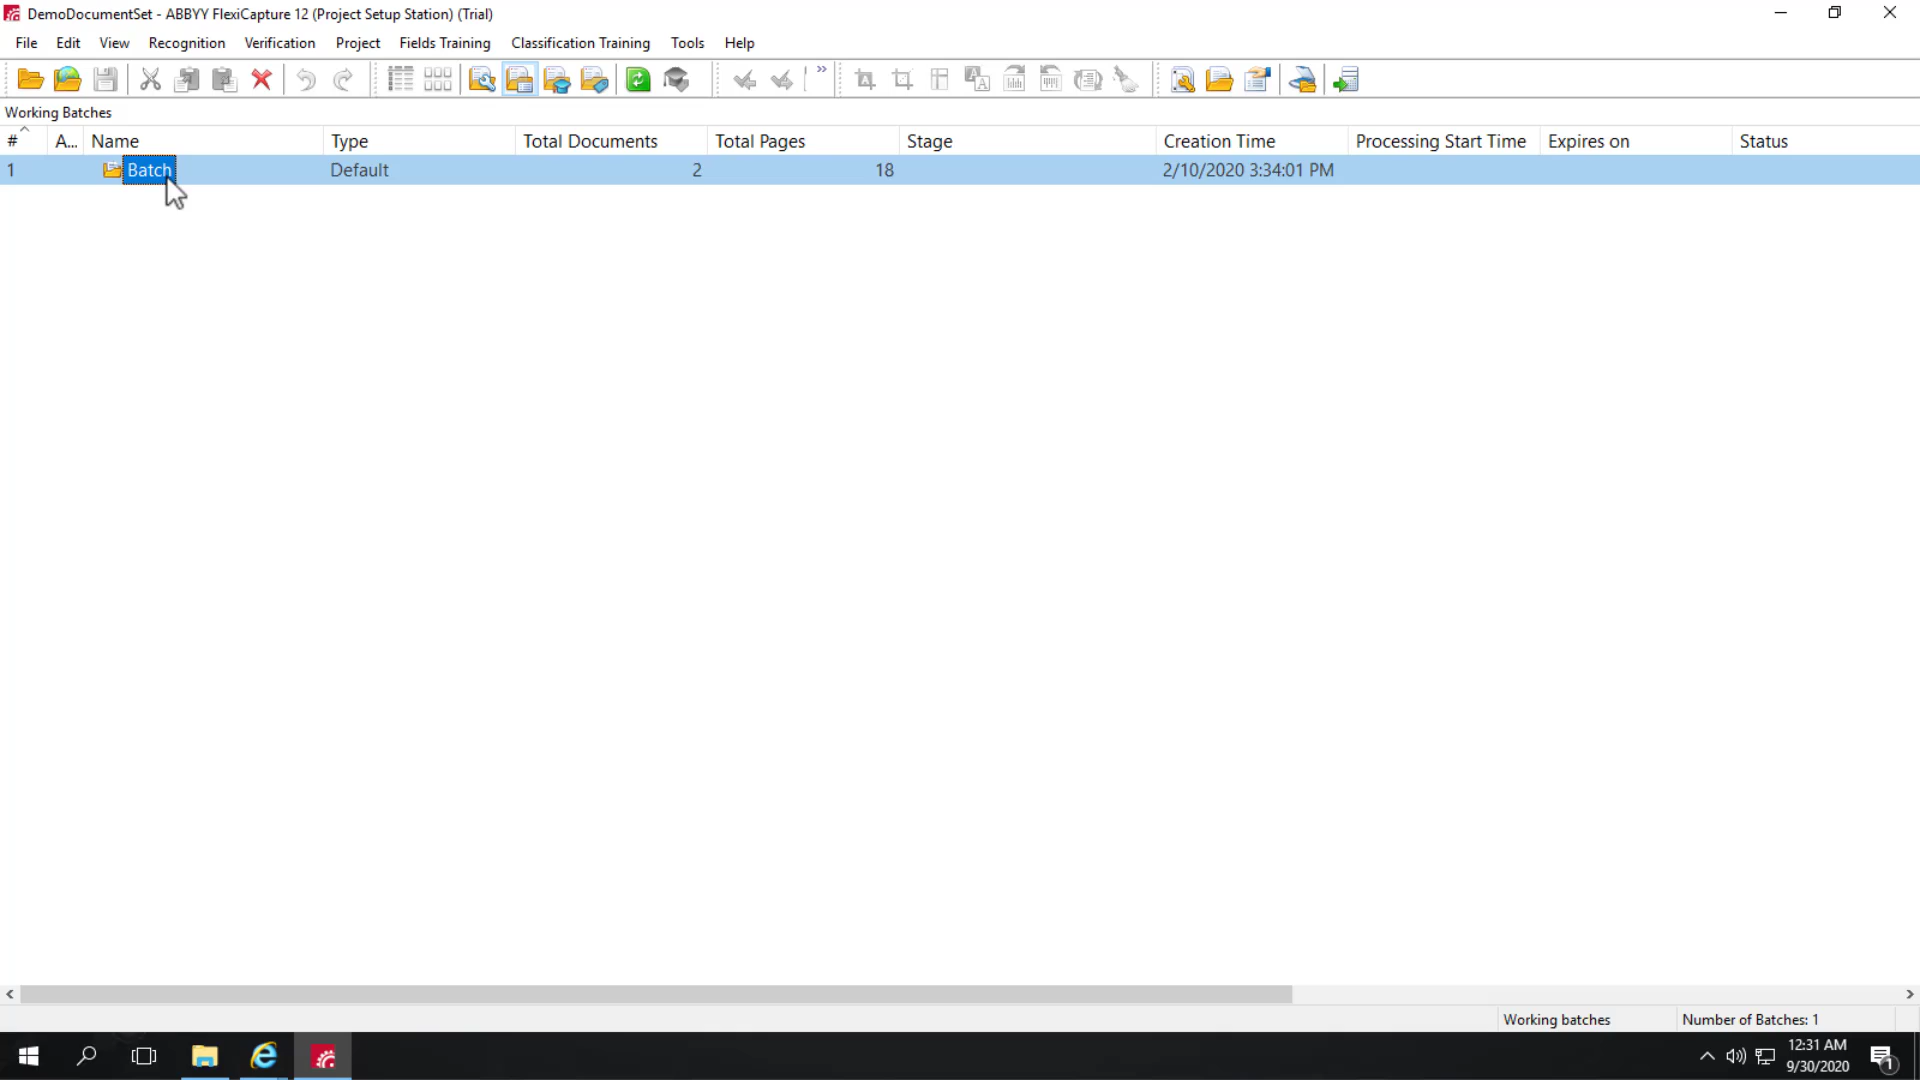 DemoDocumentSet - ABBYY FlexiCapture 12 (Project Setup Station) (Trial)
File Edit View Recognition Verification Project Fields Training Classification Training Tools Help
Working Batches
# A... Name Type Total Documents Total Pages Stage Creation Time Processing Start Time Expires on Status
1 Batch Default 2 18 2/10/2020 3:34:01 PM
Working batches Number of Batches: 1
12:31 AM
9/30/2020
1